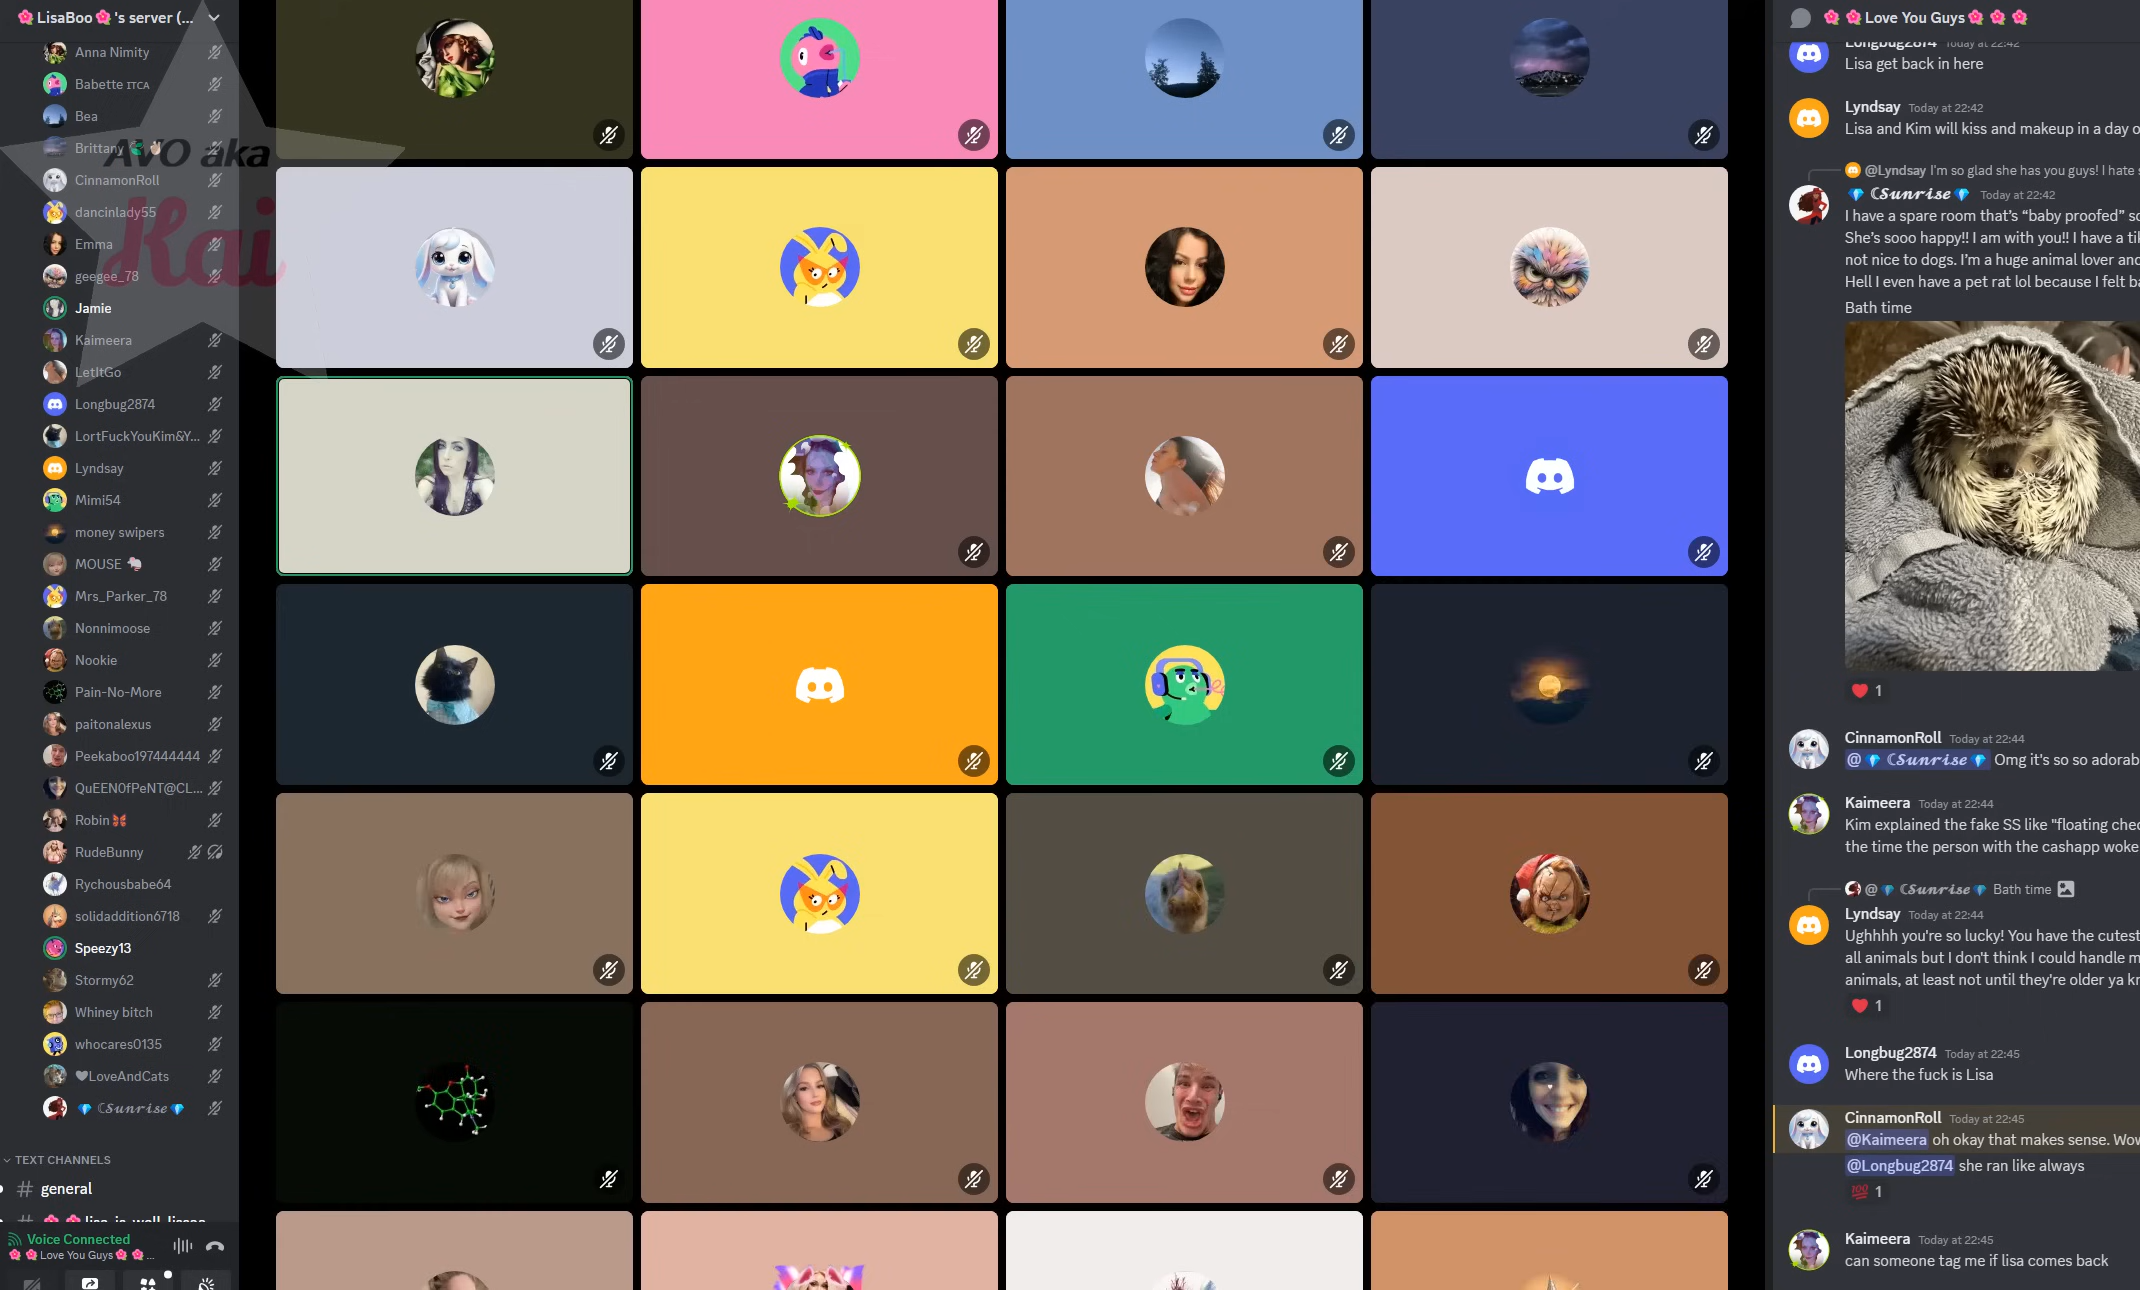 🌺LisaBoo🌺's server (...
Anna Nimity
Babette ITCA
Bea
Brittany
AVO aka
CinnamonRoll
dancinlady55
Kai
Emma
geegee_78
Jamie
Kaimeera
LetItGo
Longbug2874
LortFuckYouKim&Y...
Lyndsay
Mimi54
money swipers
MOUSE 🐁
Mrs_Parker_78
Nonnimoose
Nookie
Pain-No-More
paitonalexus
Peekaboo197444444
QuEEN0fPeNT@CL...
Robin🦋
RudeBunny
Rychousbabe64
solidaddition6718
Speezy13
Stormy62
Whiney bitch
whocares0135
🖤LoveAndCats
💎☾𝓢𝓾𝓷𝓻𝓲𝓼𝓮💎
TEXT CHANNELS
# general
Voice Connected
🌺🌺Love You Guys🌺🌺...
🌺🌺Love You Guys🌺🌺🌺
Longbug2874 Today at 22:42
Lisa get back in here
Lyndsay Today at 22:42
Lisa and Kim will kiss and makeup in a day o
@Lyndsay I'm so glad she has you guys! I hate
💎☾𝓢𝓾𝓷𝓻𝓲𝓼𝓮💎 Today at 22:42
I have a spare room that's “baby proofed”
She's sooo happy!! I am with you!! I have a
not nice to dogs. I'm a huge animal lover
Hell I even have a pet rat lol because I felt
Bath time
❤️ 1
CinnamonRoll Today at 22:44
@💎☾𝓢𝓾𝓷𝓻𝓲𝓼𝓮💎 Omg it's so so adorab
Kaimeera Today at 22:44
Kim explained the fake SS like "floating
the time the person with the cashapp woke
@💎☾𝓢𝓾𝓷𝓻𝓲𝓼𝓮💎 Bath time
Lyndsay Today at 22:44
Ughhhh you're so lucky! You have the cutest
all animals but I don't think I could handle
animals, at least not until they're older ya
❤️ 1
Longbug2874 Today at 22:45
Where the fuck is Lisa
CinnamonRoll Today at 22:45
@Kaimeera oh okay that makes sense. Wow
@Longbug2874 she ran like always
💯 1
Kaimeera Today at 22:45
can someone tag me if lisa comes back